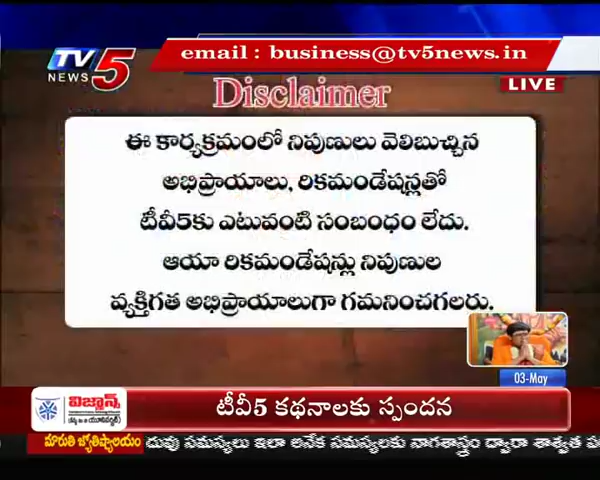 TV5
NEWS
email : business@tv5news.in
LIVE
Disclaimer
ఈ కార్యక్రమంలో నిపుణులు వెలిబుచ్చిన
అభిప్రాయాలు, రికమండేషన్లతో
టీవీ5కు ఎటువంటి సంబంధం లేదు.
ఆయా రికమండేషన్లు నిపుణుల
వ్యక్తిగత అభిప్రాయాలుగా గమనించగలరు.
03-May
విజ్ఞాన్స్
టీవీ5 కథనాలకు స్పందన
మారుతి జ్యోతిష్యాలయం దువు సమస్యలు ఇలా అనేక సమస్యలకు నాగశాస్త్రం ద్వారా శాశ్వత